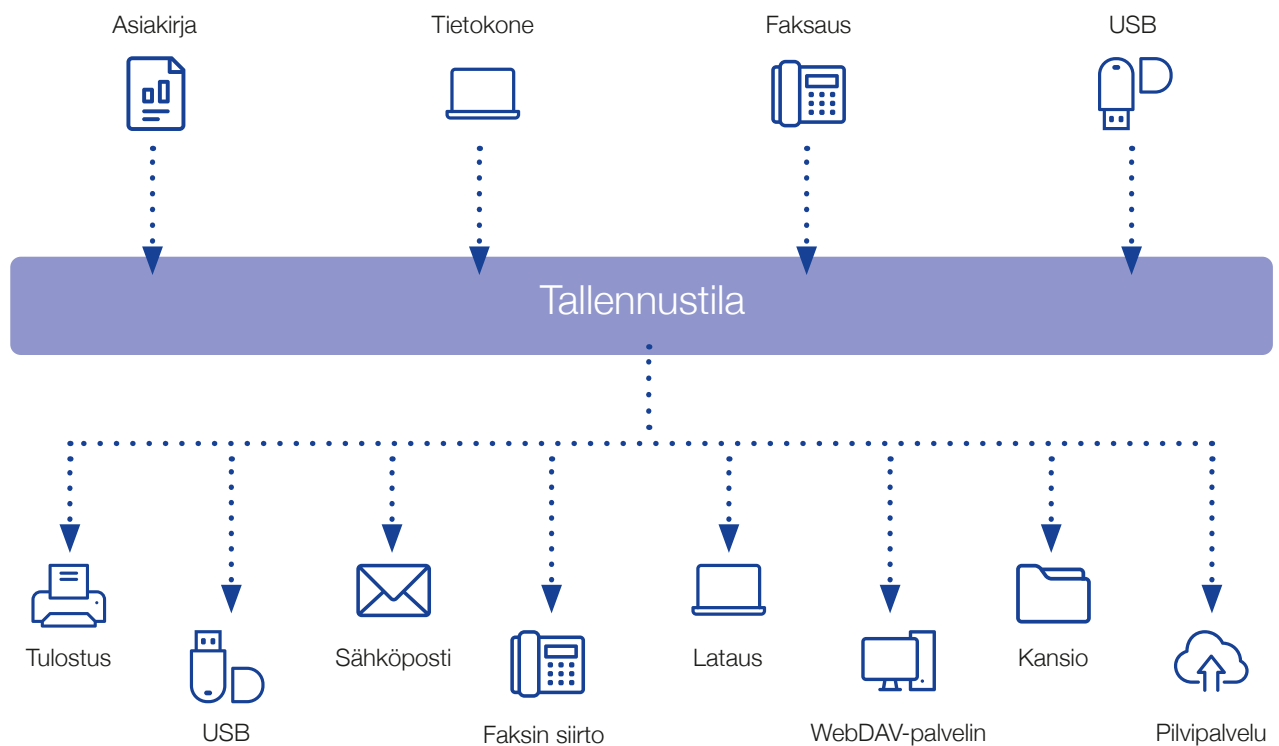 Asiakirja
Tietokone
Faksaus
USB
Tallennustila
Tulostus
USB
Sähköposti
Faksin siirto
Lataus
WebDAV-palvelin
Kansio
Pilvipalvelu